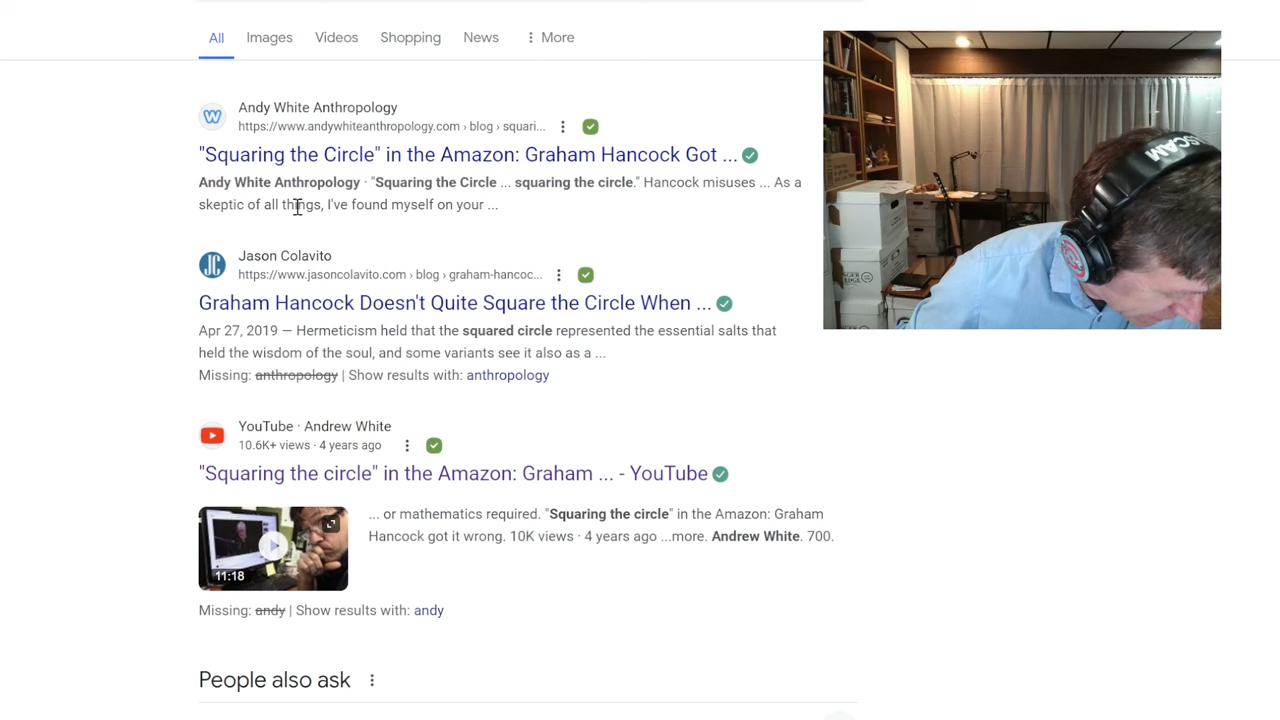 All
Images
Videos
Shopping
News
More
Andy White Anthropology
https://www.andywhiteanthropology.com › blog › squari...
"Squaring the Circle" in the Amazon: Graham Hancock Got ...
Andy White Anthropology · "Squaring the Circle ... squaring the circle." Hancock misuses ... As a
skeptic of all things, I've found myself on your ...
JC
Jason Colavito
https://www.jasoncolavito.com › blog › graham-hancoc...
Graham Hancock Doesn't Quite Square the Circle When ...
Apr 27, 2019 — Hermeticism held that the squared circle represented the essential salts that
held the wisdom of the soul, and some variants see it also as a ...
Missing: anthropology | Show results with: anthropology
YouTube · Andrew White
10.6K+ views · 4 years ago
"Squaring the circle" in the Amazon: Graham ... - YouTube
... or mathematics required. "Squaring the circle" in the Amazon: Graham
Hancock got it wrong. 10K views · 4 years ago ...more. Andrew White. 700.
11:18
Missing: andy | Show results with: andy
People also ask